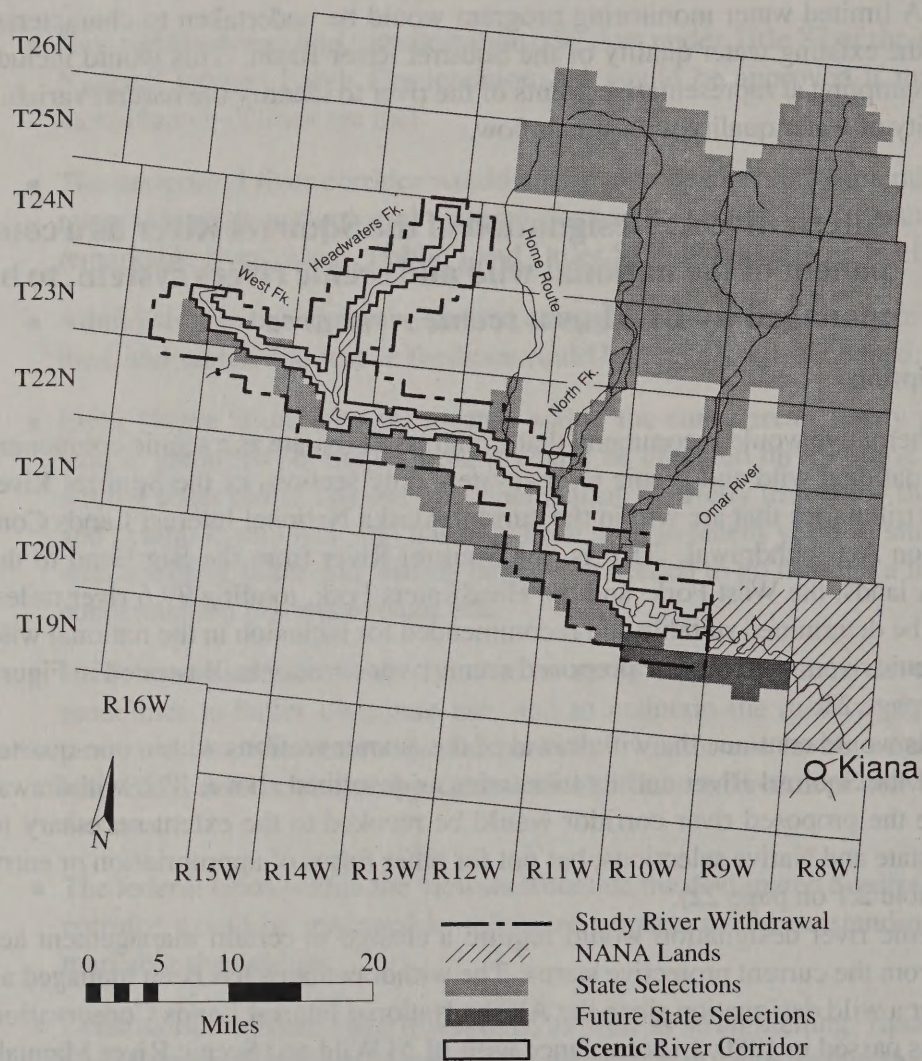 T26N
T25N
T24N
T23N
T22N
T21N
T20N
T19N
Headwaters Fk.
West Fk.
Home Route
North Fk.
Omar River
R16W
Kiana
N
R15W R14W R13W R12W R11W R10W R9W R8W
Study River Withdrawal
NANA Lands
State Selections
Future State Selections
Scenic River Corridor
0 5 10 20
Miles